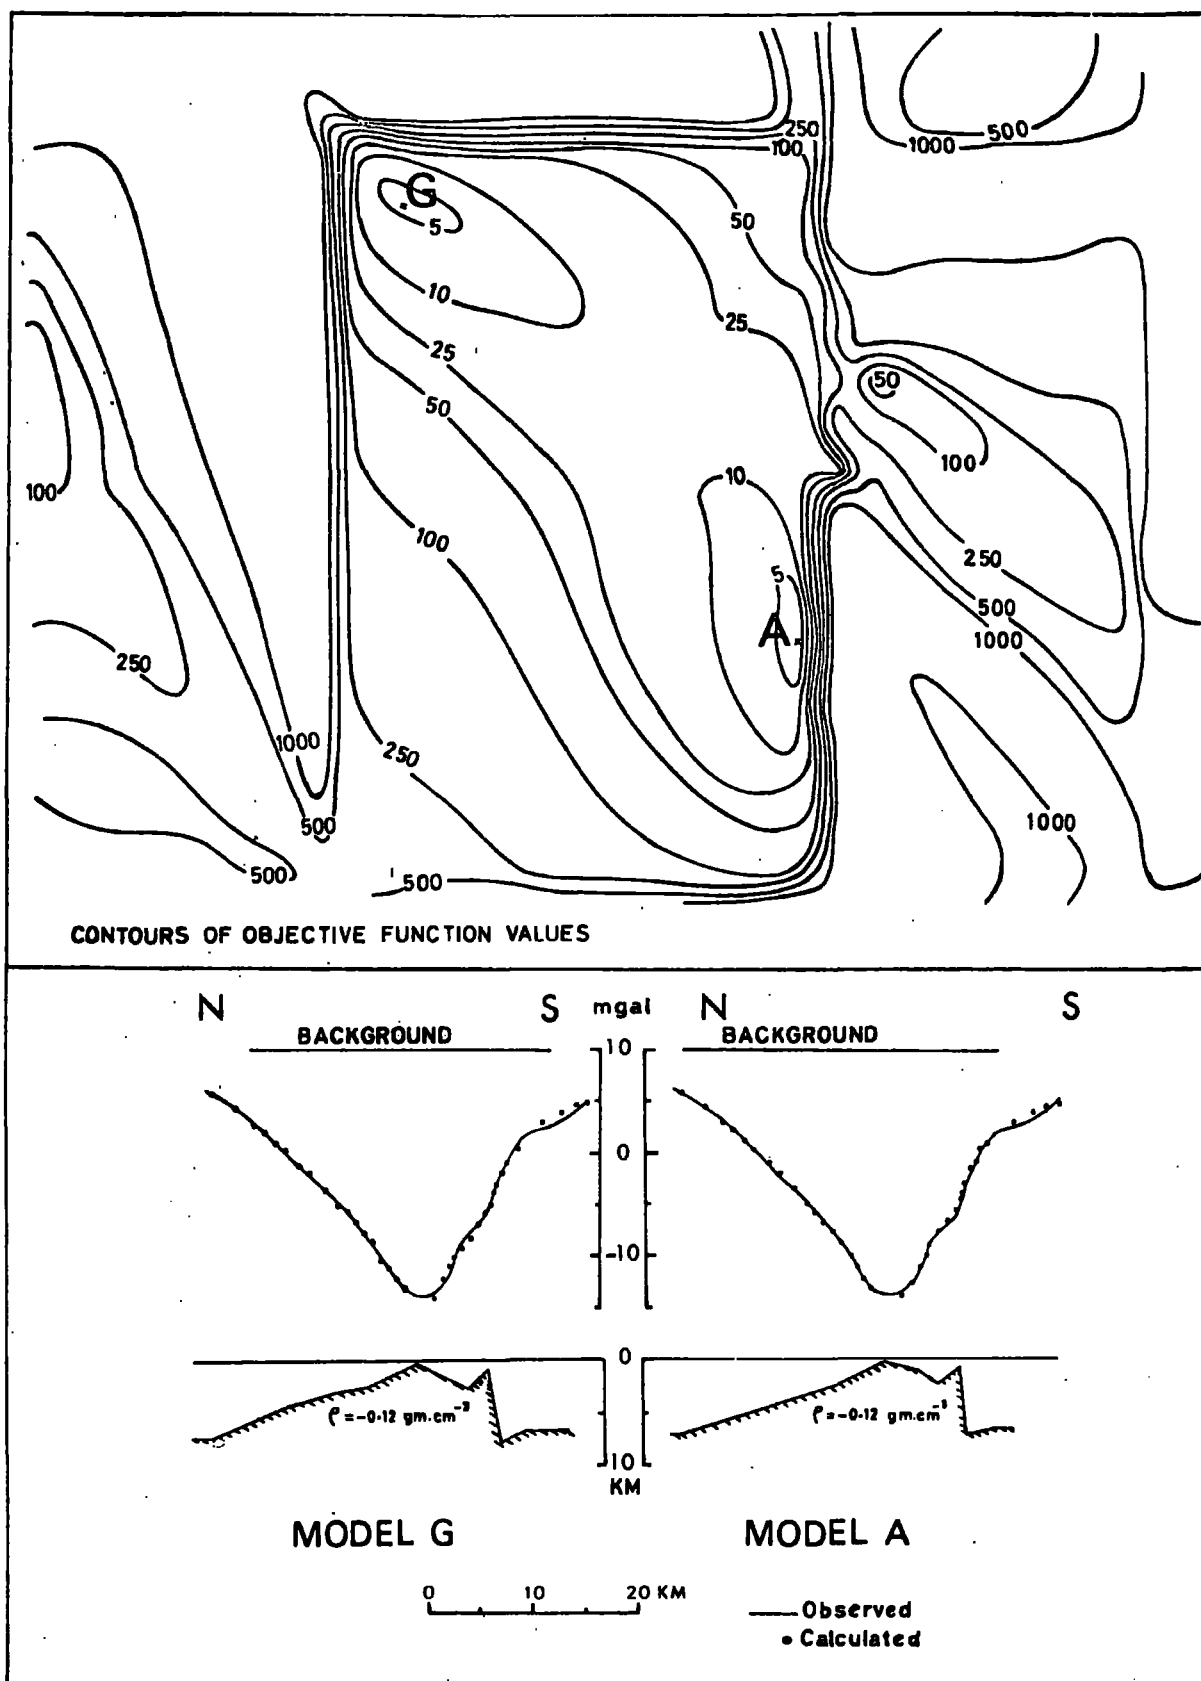 250
100
1000
500
G
5
50
10
25
25
50
50
100
100
10
100
5
250
A.
500
1000
250
1000
250
1000
500
500
500
CONTOURS OF OBJECTIVE FUNCTION VALUES
N S mgal N S
BACKGROUND 10 BACKGROUND
0
-10
0
ρ = -0.12 gm.cm⁻³ ρ = -0.12 gm.cm⁻³
10
KM
MODEL G MODEL A
0 10 20 KM
Observed
• Calculated